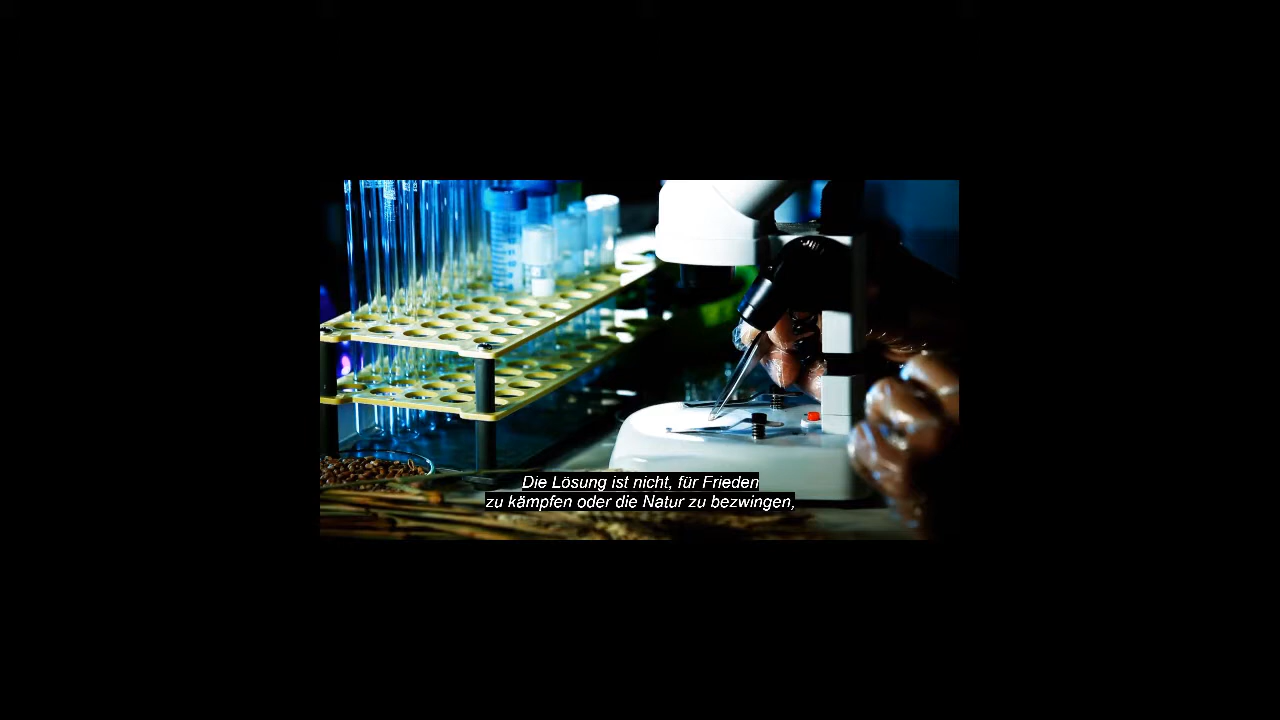 Die Lösung ist nicht, für Frieden
zu kämpfen oder die Natur zu bezwingen,